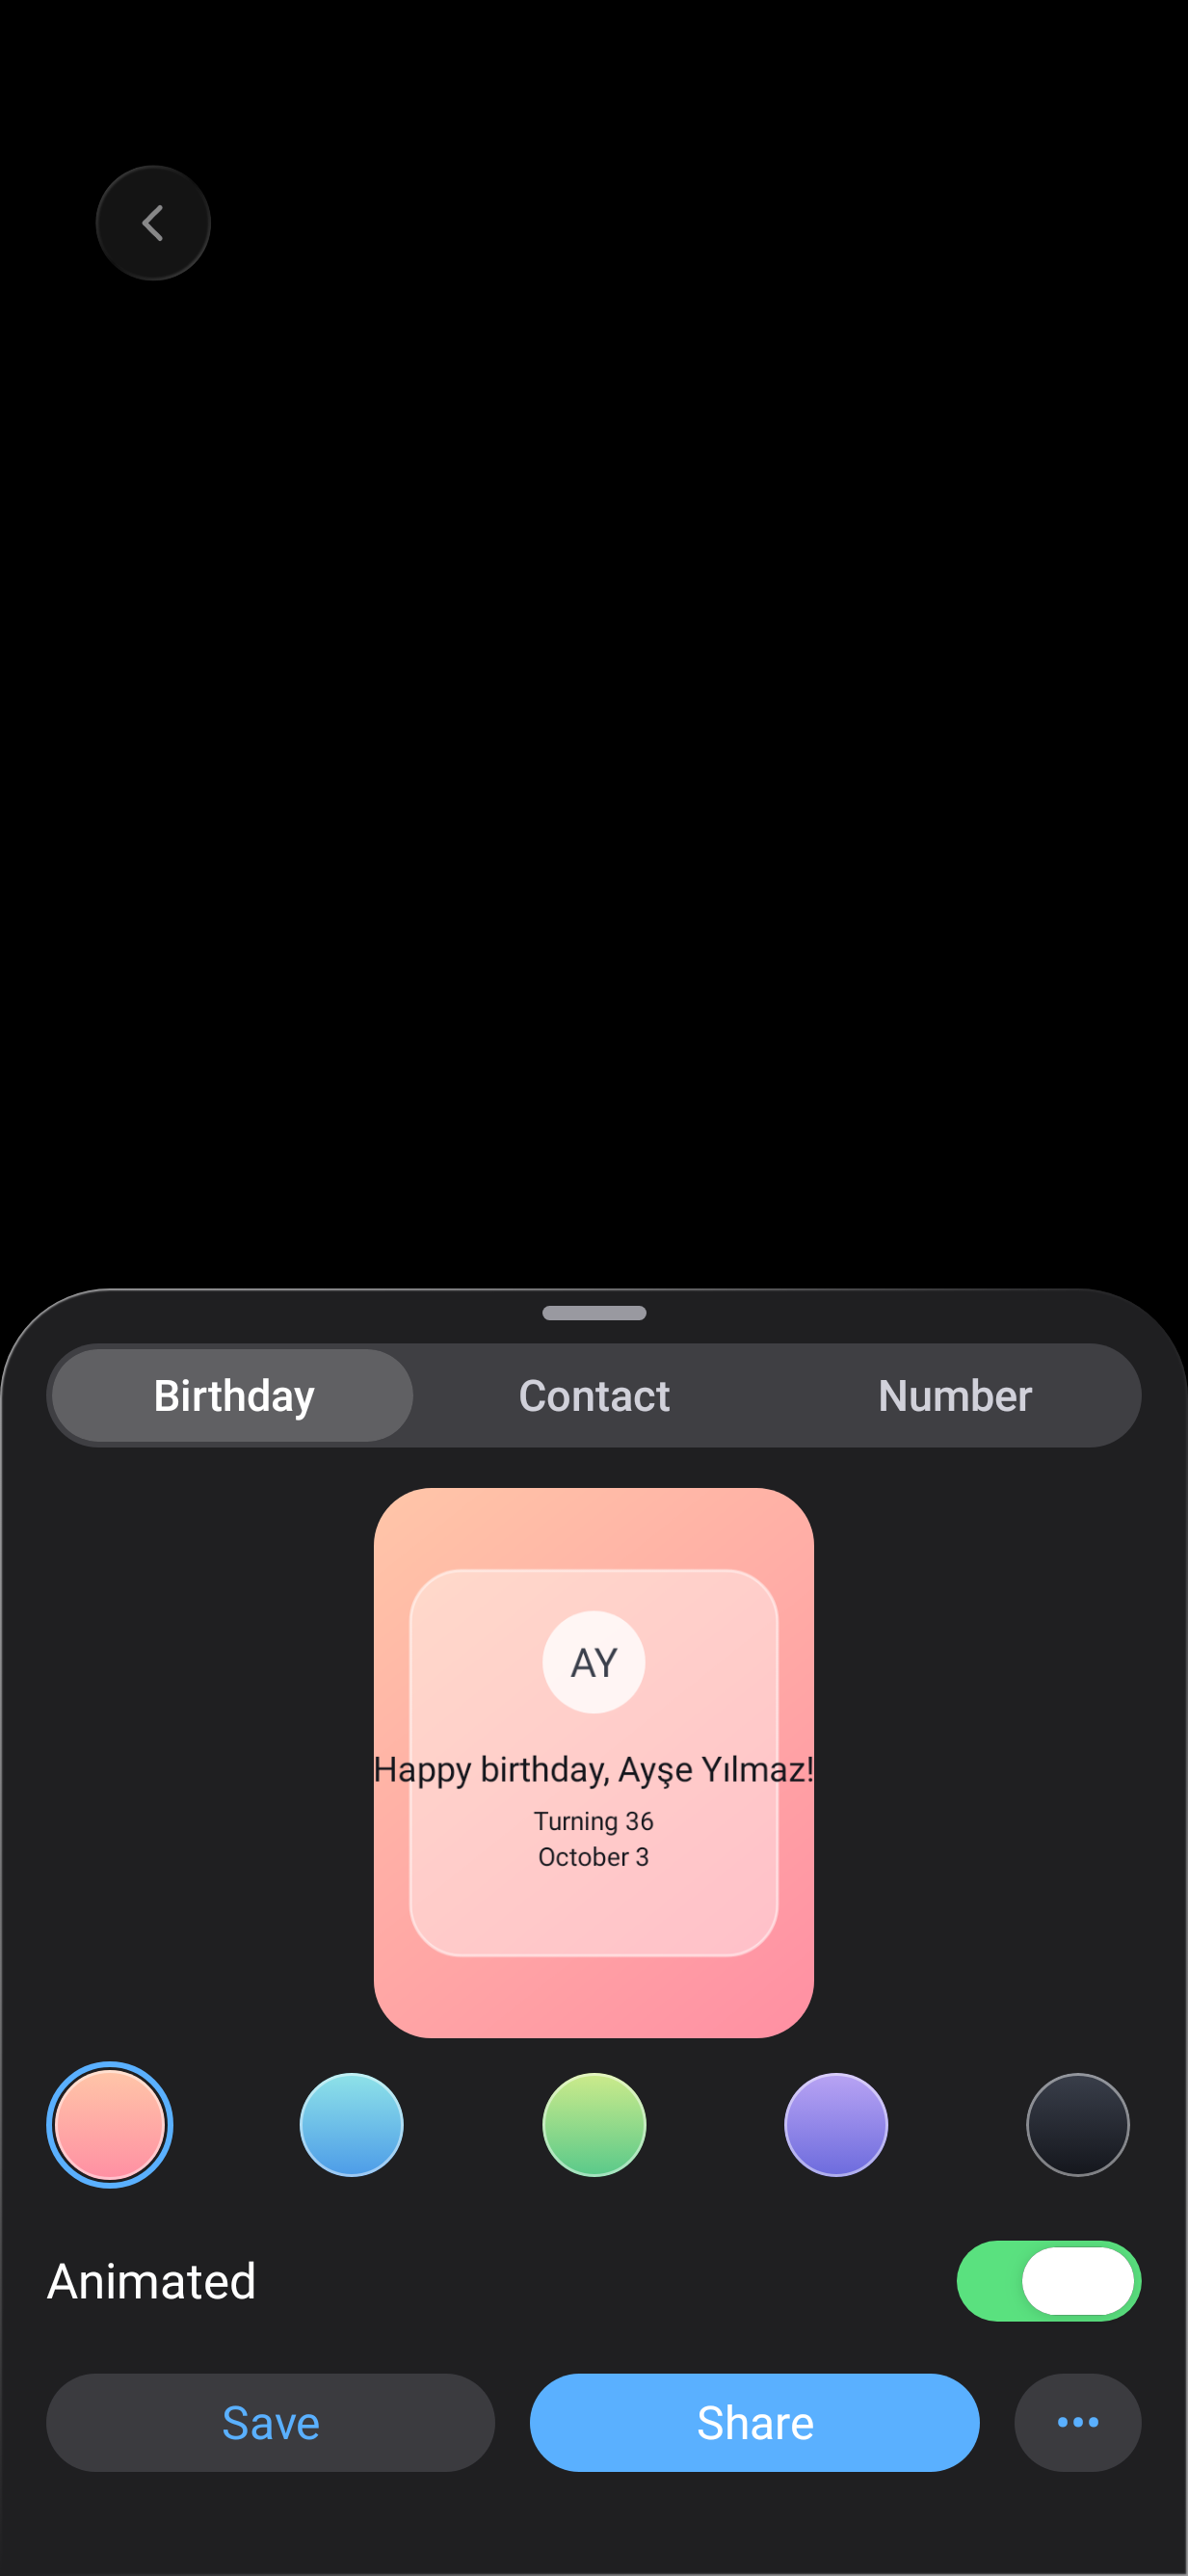 Birthday Contact Number
AY
Happy birthday, Ayşe Yılmaz!
Turning 36
October 3
Animated
Save Share